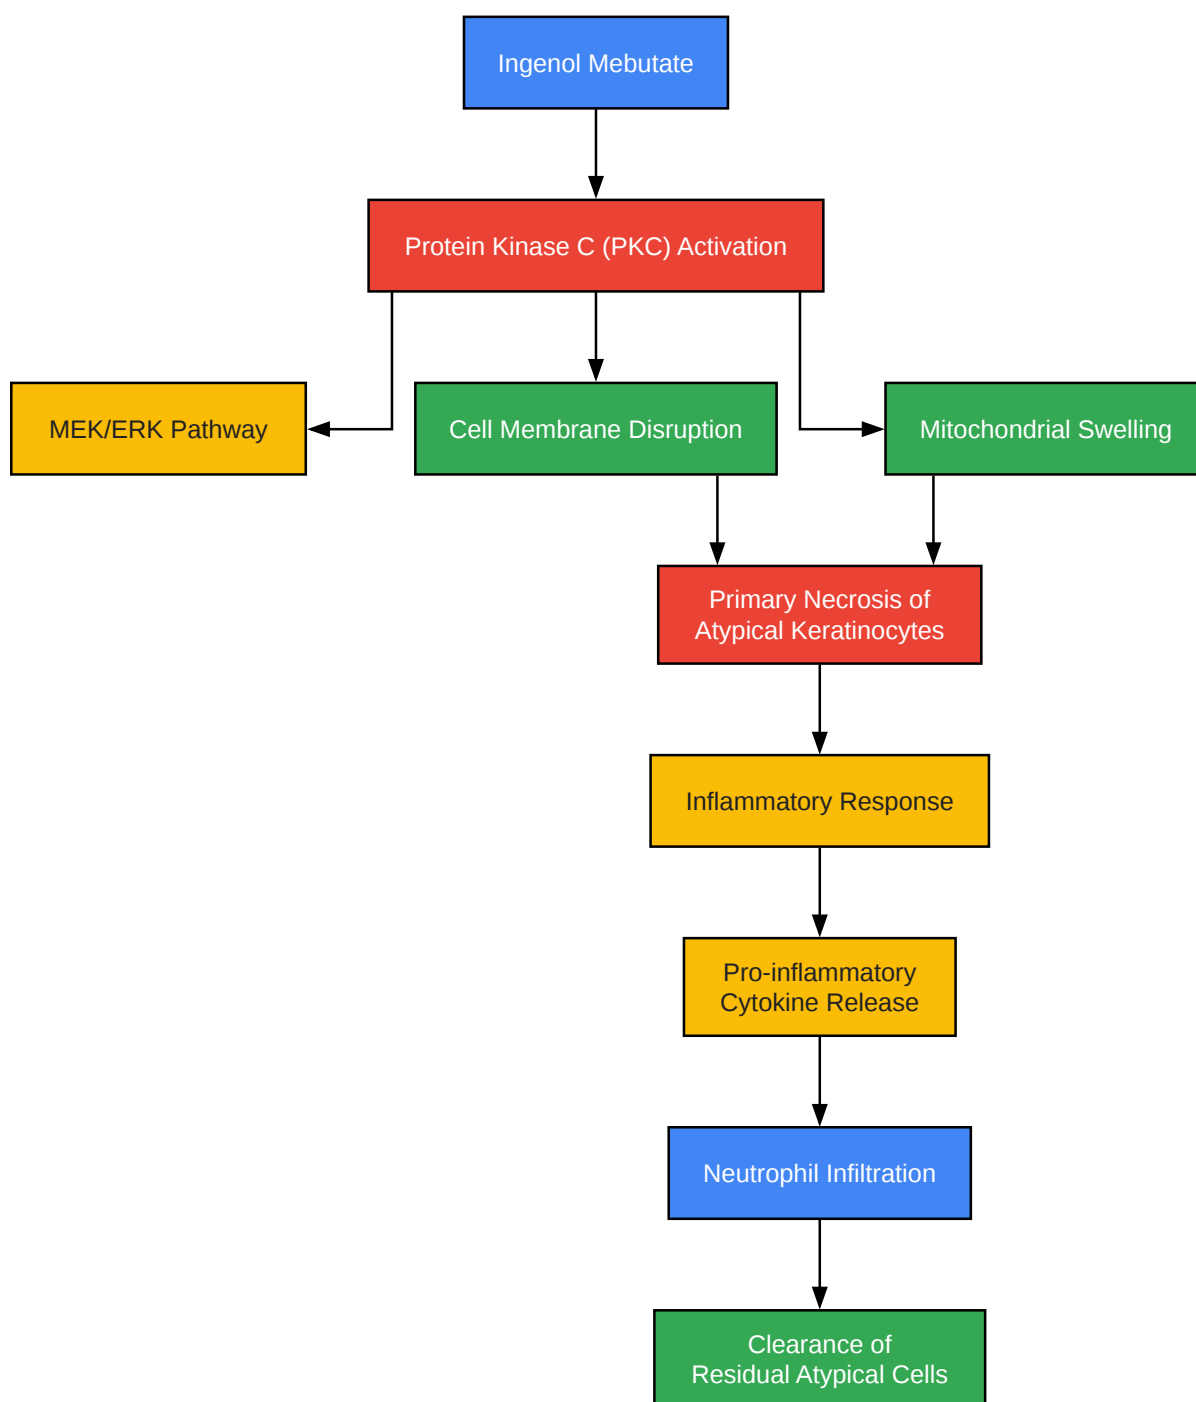 Ingenol Mebutate
Protein Kinase C (PKC) Activation
MEK/ERK Pathway
Cell Membrane Disruption
Mitochondrial Swelling
Primary Necrosis of
Atypical Keratinocytes
Inflammatory Response
Pro-inflammatory
Cytokine Release
Neutrophil Infiltration
Clearance of
Residual Atypical Cells